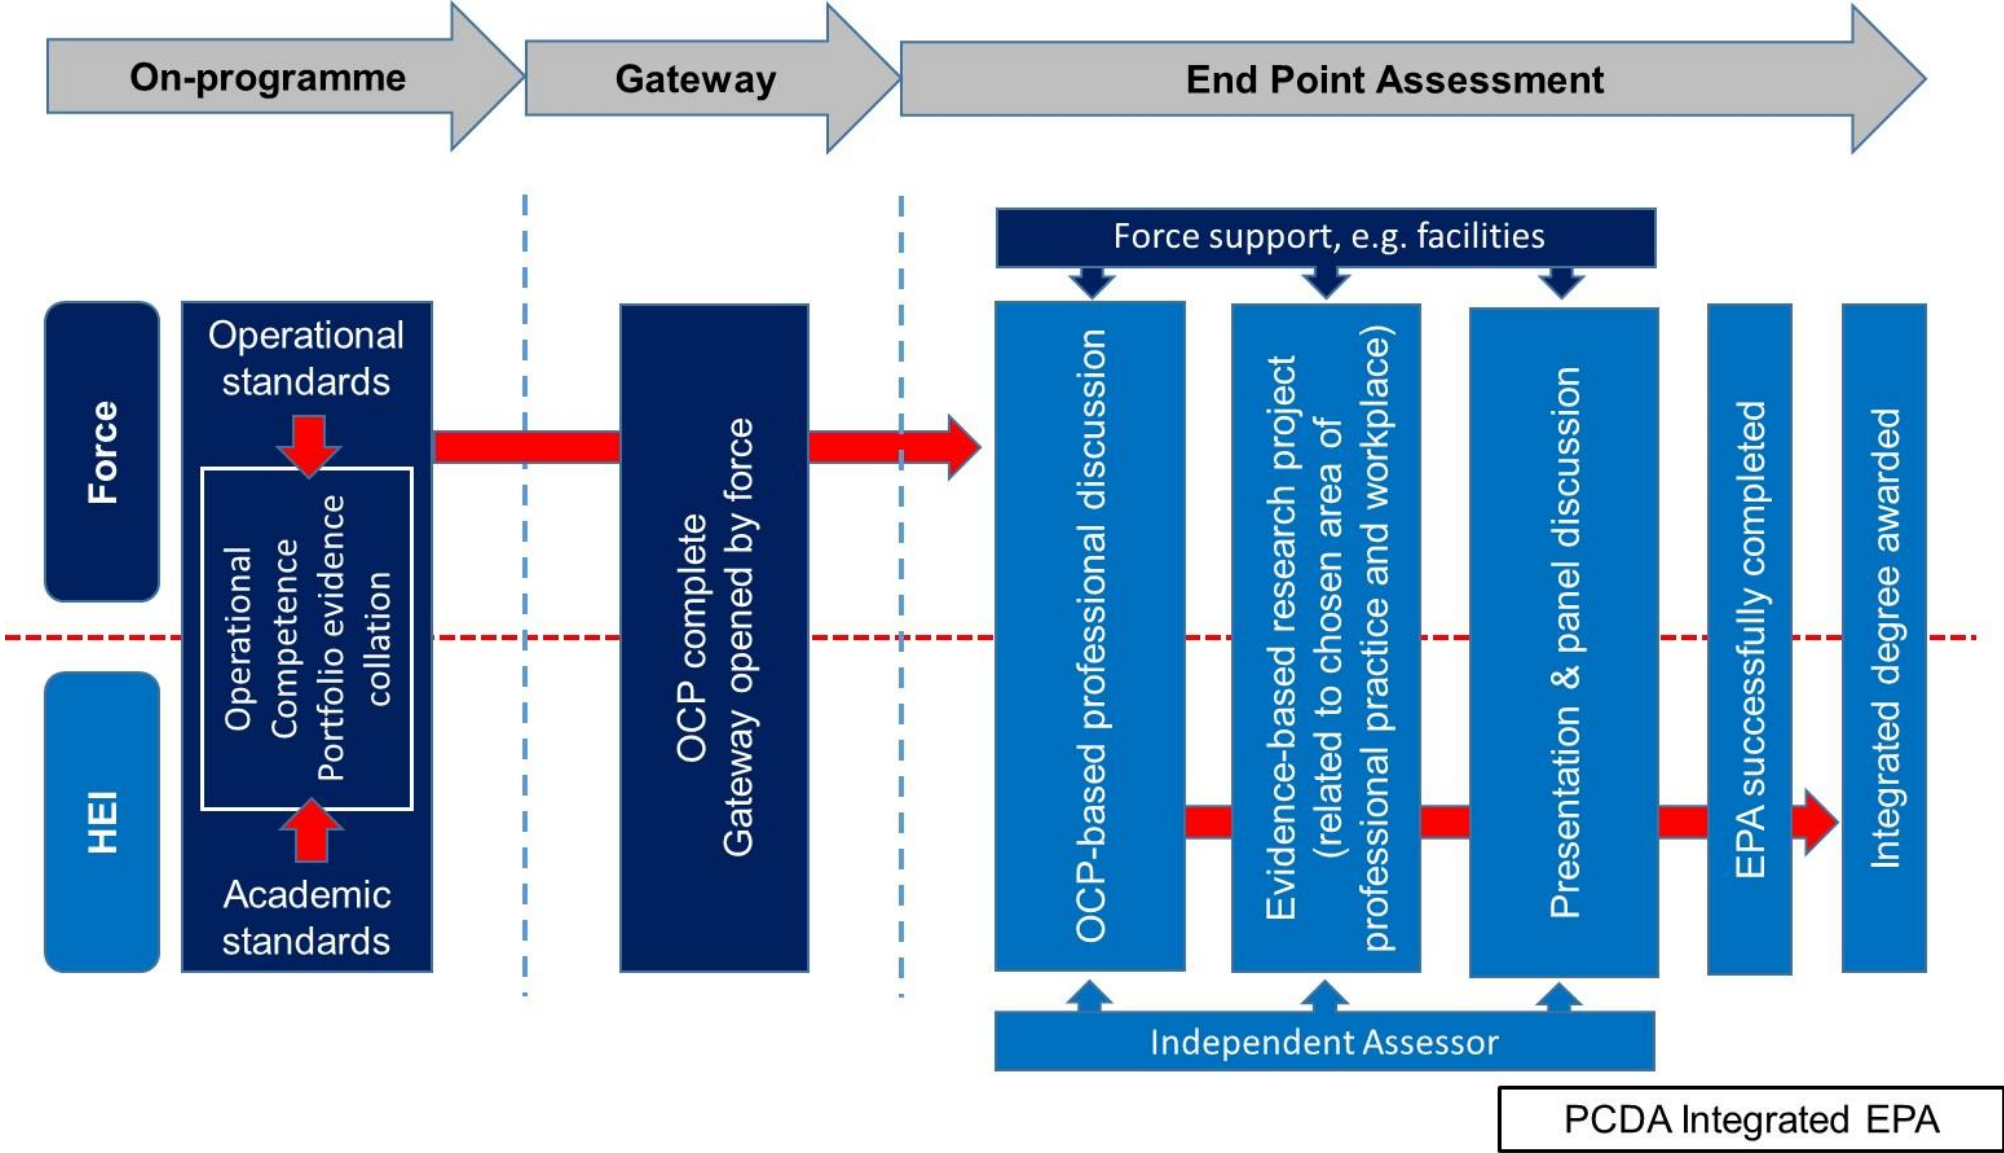 On-programme
Gateway
End Point Assessment
Force support, e.g. facilities
Force
HEI
Operational
standards
Operational
Competence
Portfolio evidence
collation
Academic
standards
OCP complete
Gateway opened by force
OCP-based professional discussion
Evidence-based research project
(related to chosen area of
professional practice and workplace)
Presentation & panel discussion
EPA successfully completed
Integrated degree awarded
Independent Assessor
PCDA Integrated EPA